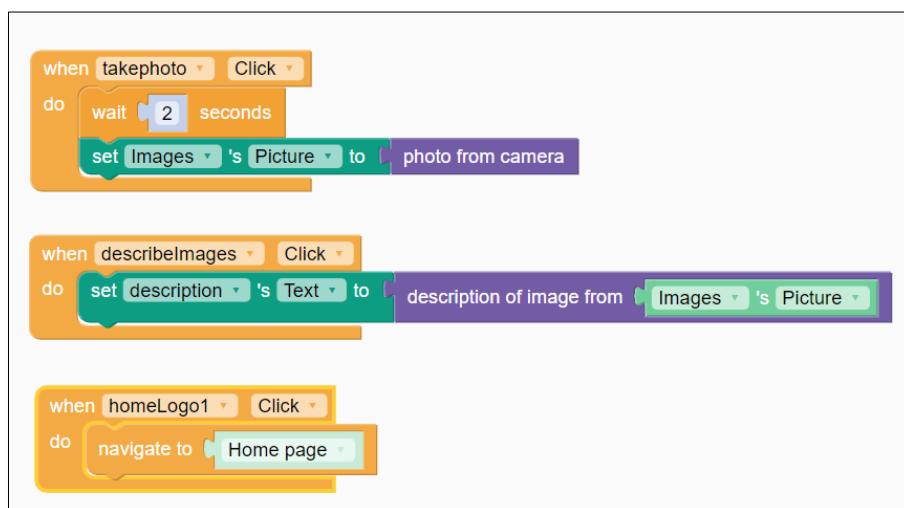 when takephoto Click
do wait 2 seconds
set Images 's Picture to photo from camera
when describeImages Click
do set description 's Text to description of image from Images 's Picture
when homeLogo1 Click
do navigate to Home page